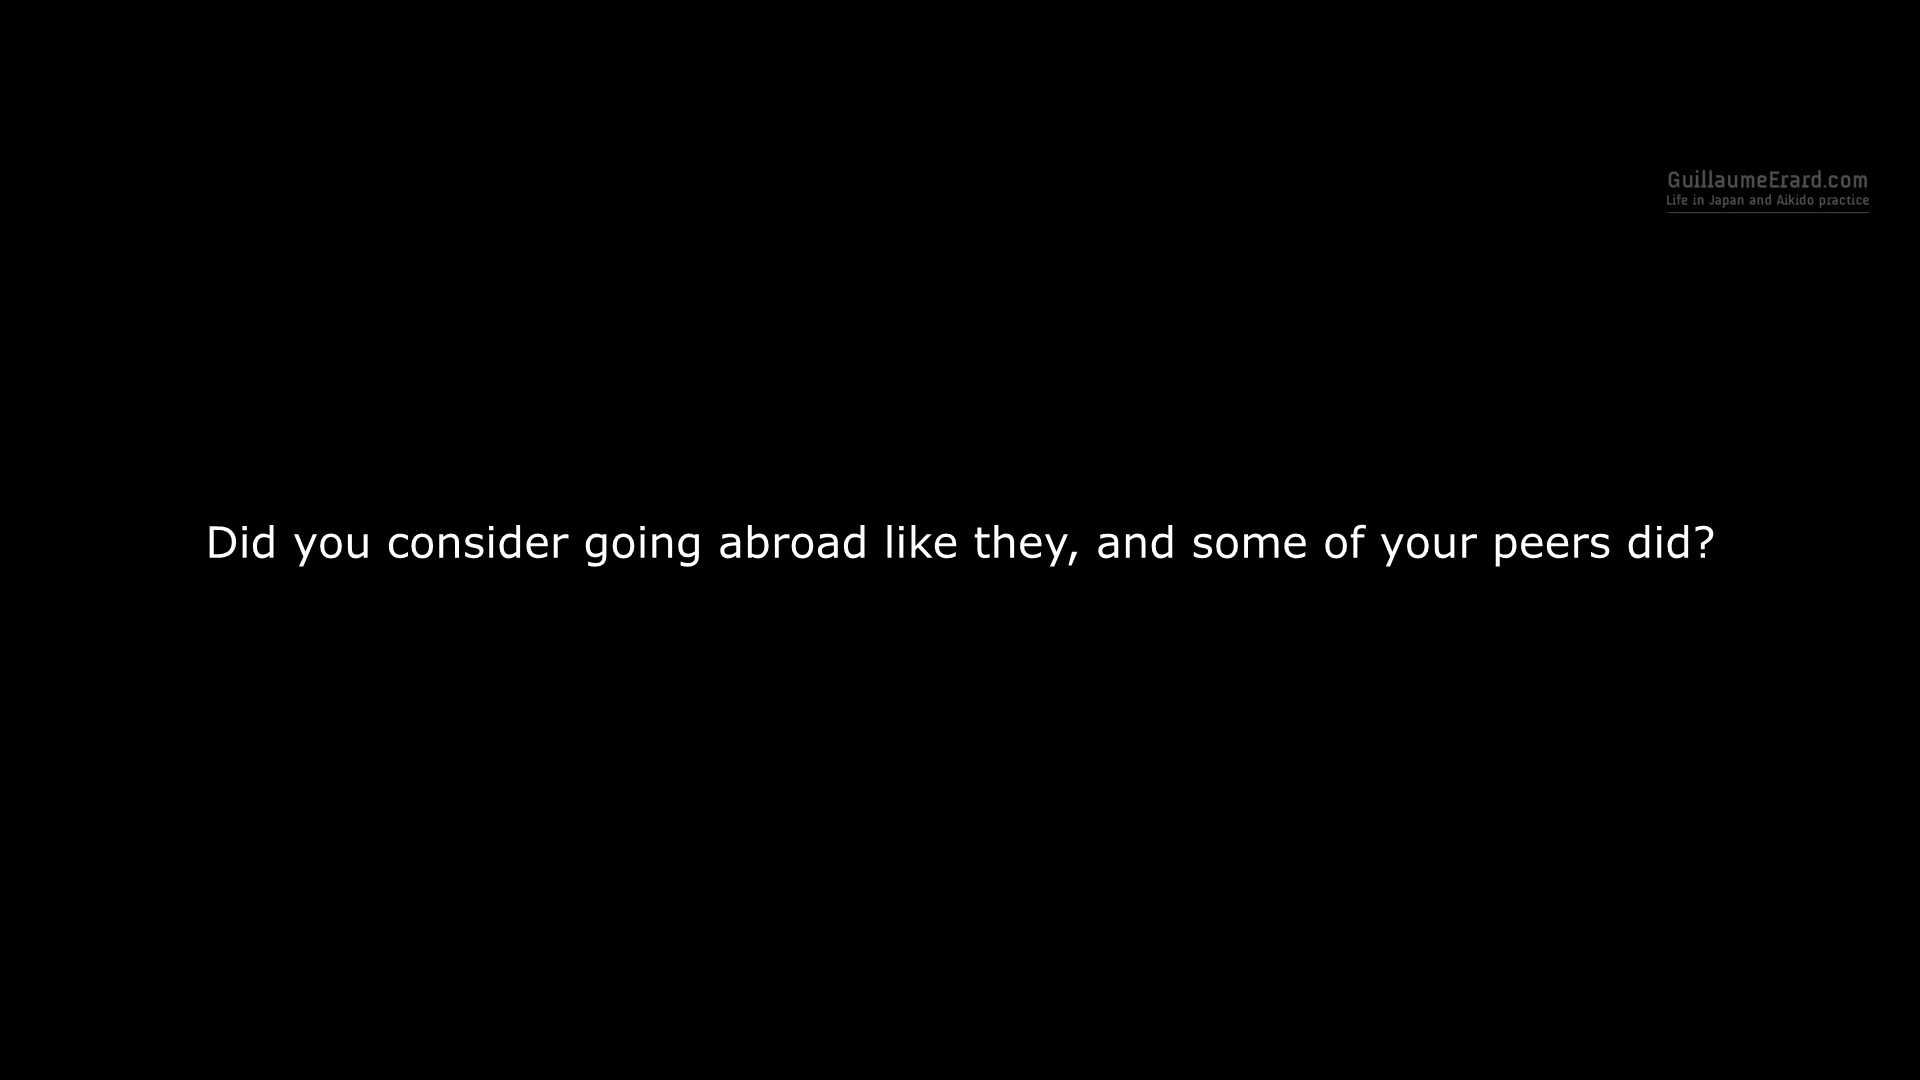 GuillaumeErard.com
Life in Japan and Aikido practice
Did you consider going abroad like they, and some of your peers did?